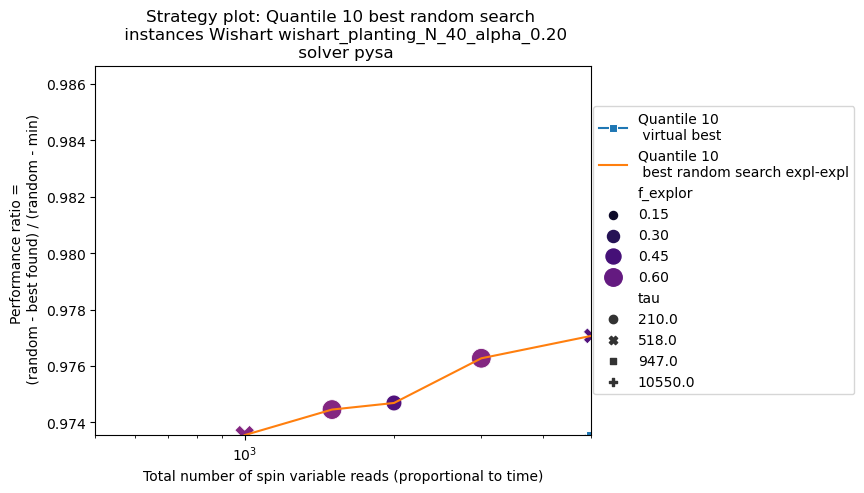 Strategy plot: Quantile 10 best random search
instances Wishart wishart_planting_N_40_alpha_0.20
solver pysa
Performance ratio =
(random - best found) / (random - min)
0.986
0.984
0.982
0.980
0.978
0.976
0.974
10^3
Total number of spin variable reads (proportional to time)
Quantile 10
virtual best
Quantile 10
best random search expl-expl
f_explor
0.15
0.30
0.45
0.60
tau
210.0
518.0
947.0
10550.0